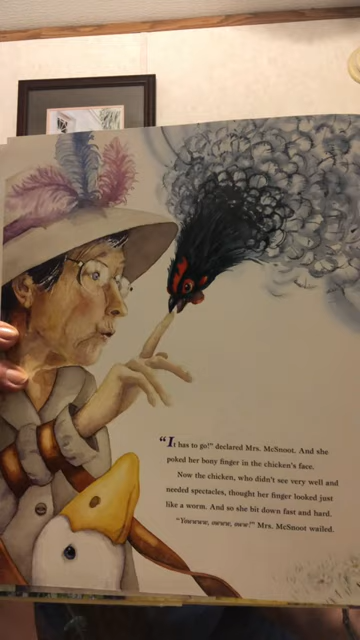 "It has to go!" declared Mrs. McSnoot. And she
poked her bony finger in the chicken's face.
Now the chicken, who didn't see very well and
needed spectacles, thought her finger looked just
like a worm. And so she bit down fast and hard.
"Yowwww, owww, oww!" Mrs. McSnoot wailed.